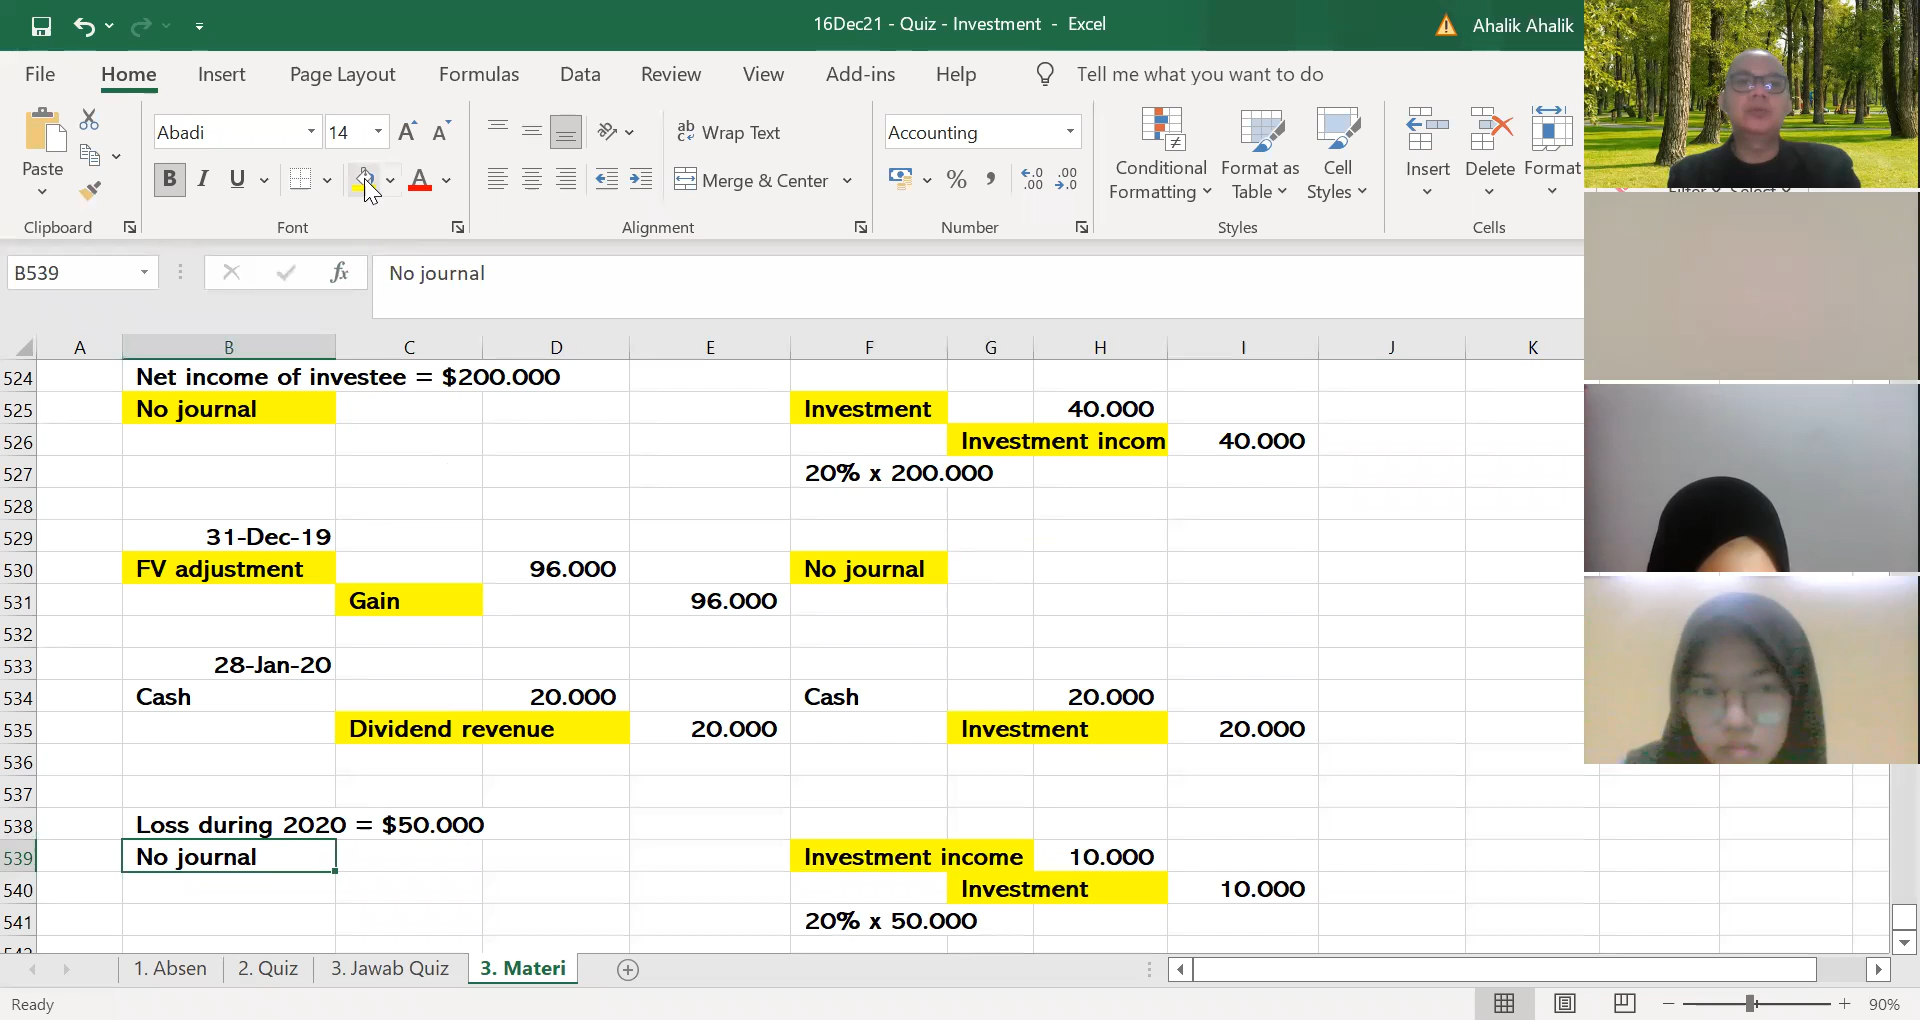 16Dec21 - Quiz - Investment - Excel
Ahalik Ahalik
File Home Insert Page Layout Formulas Data Review View Add-ins Help Tell me what you want to do
Paste
Clipboard
Abadi 14
B I U A
Font
ab Wrap Text
Merge & Center
Alignment
Accounting
% ,
Number
Conditional Formatting
Format as Table
Cell Styles
Styles
Insert Delete Format
Cells
B539 fx No journal
A B C D E F G H I J K
524 Net income of investee = $200.000
525 No journal Investment 40.000
526 Investment incom 40.000
527 20% x 200.000
528
529 31-Dec-19
530 FV adjustment 96.000 No journal
531 Gain 96.000
532
533 28-Jan-20
534 Cash 20.000 Cash 20.000
535 Dividend revenue 20.000 Investment 20.000
536
537
538 Loss during 2020 = $50.000
539 No journal Investment income 10.000
540 Investment 10.000
541 20% x 50.000
1. Absen 2. Quiz 3. Jawab Quiz 3. Materi
Ready 90%